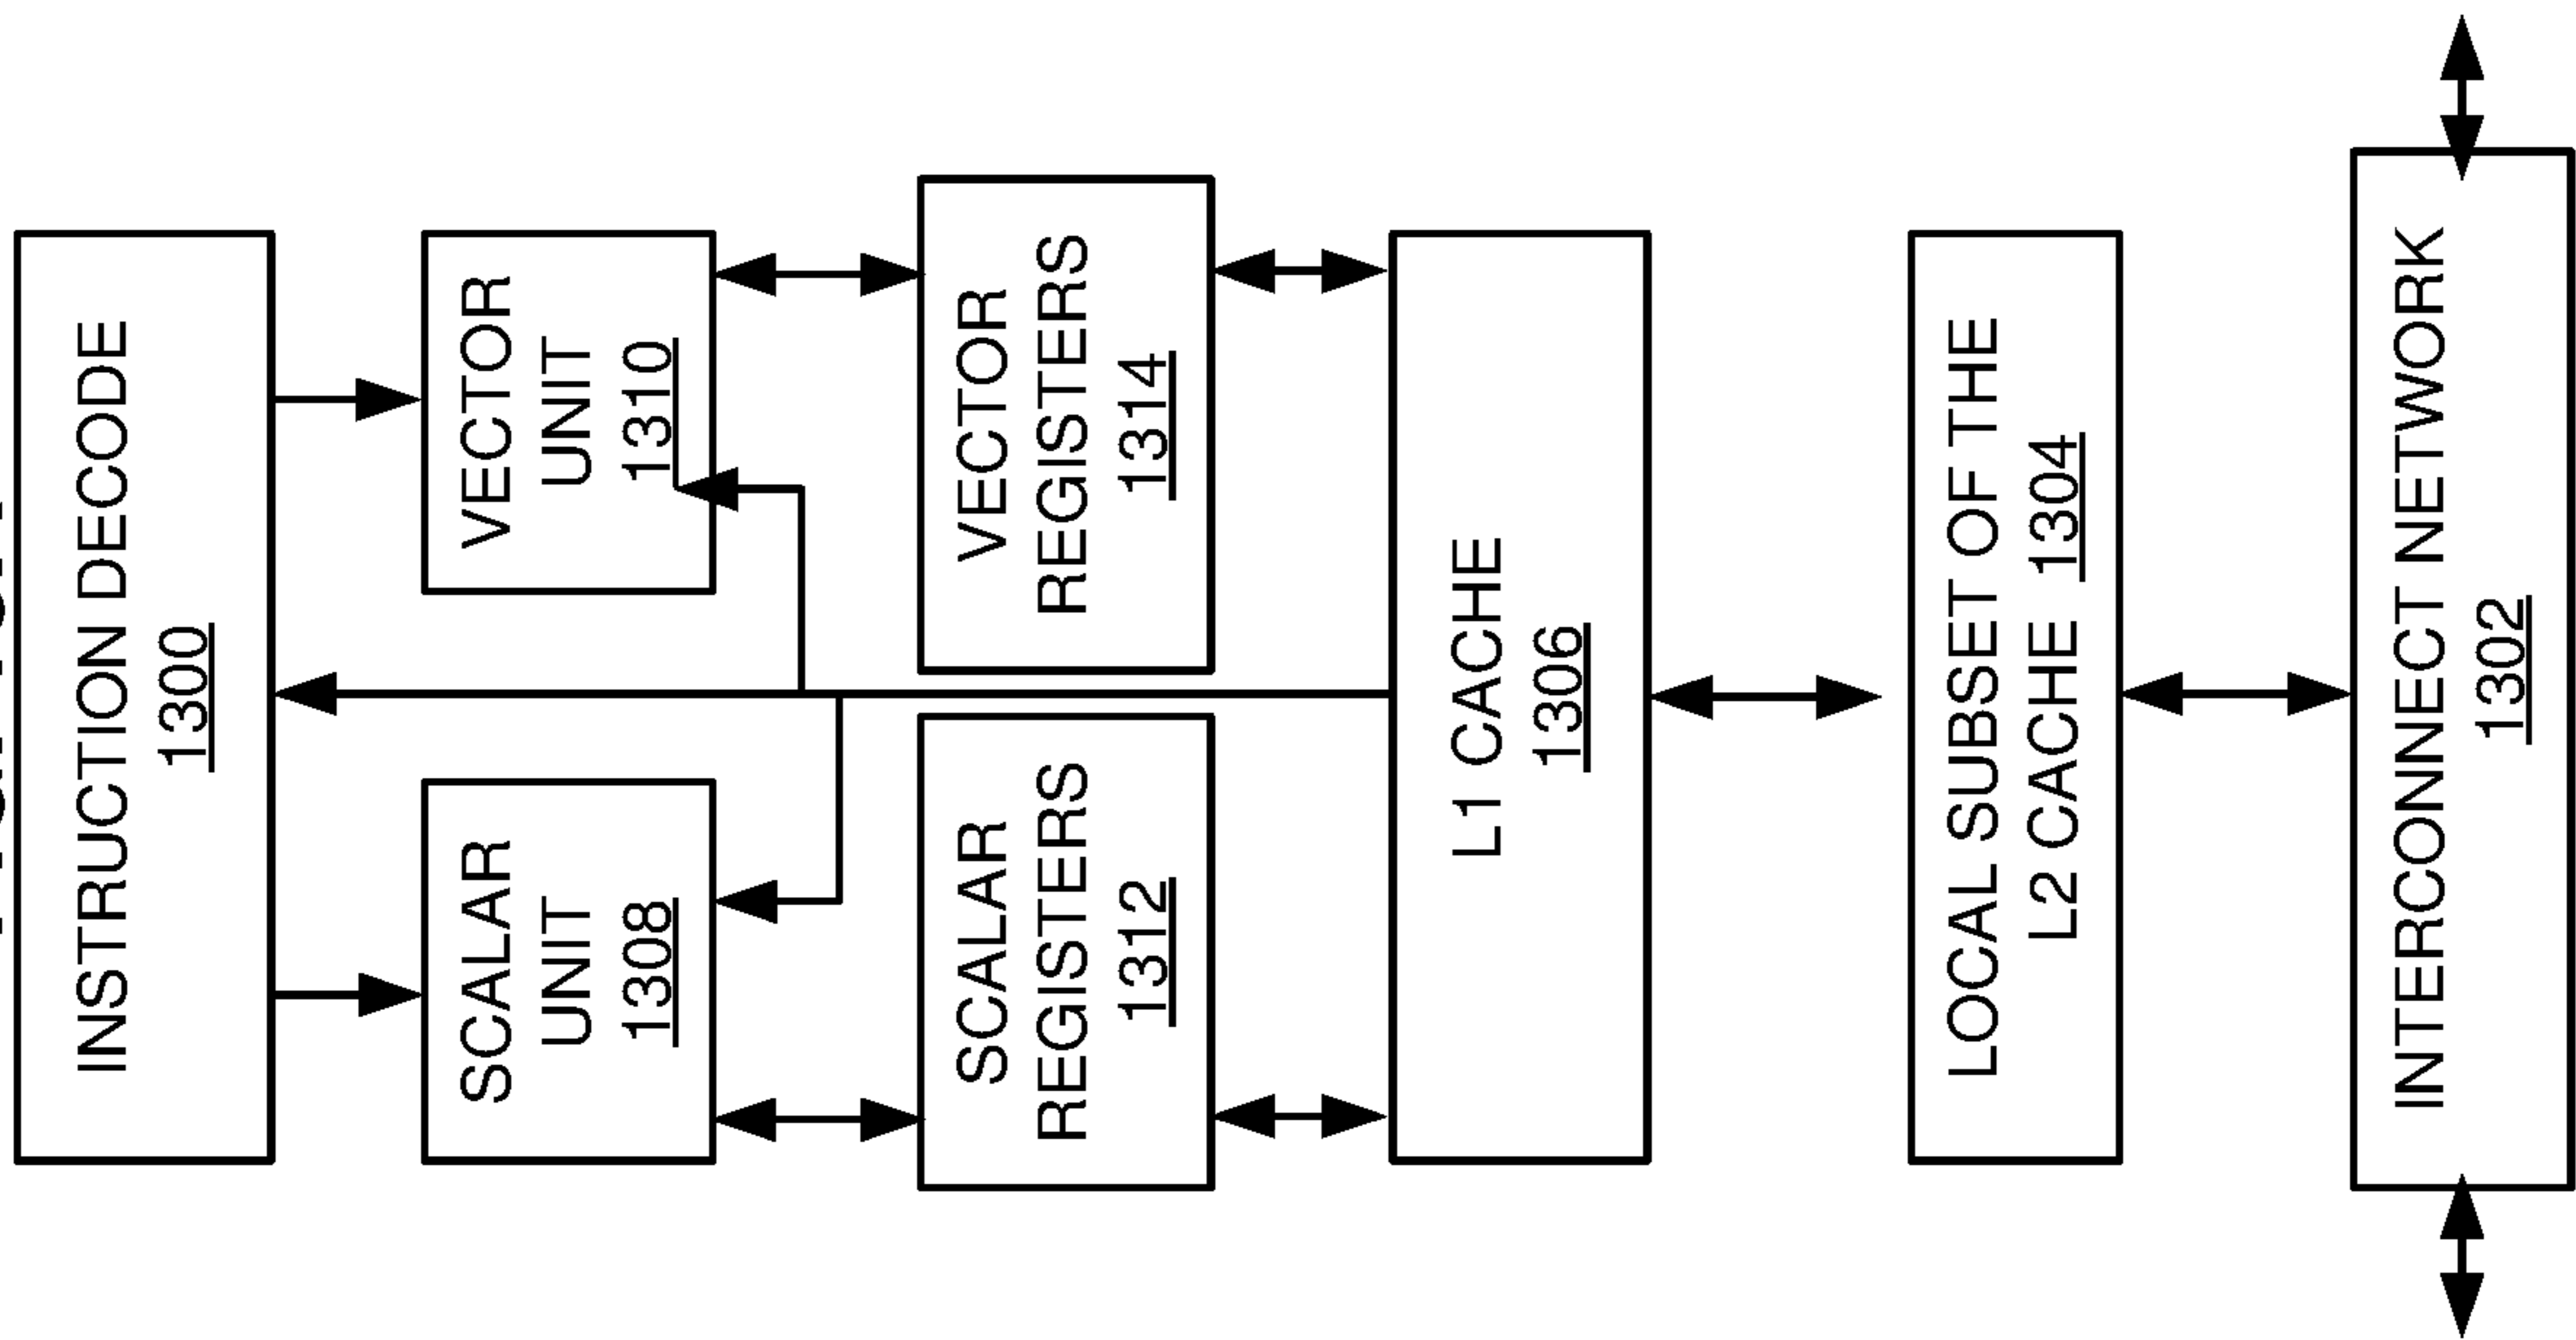 INSTRUCTION DECODE
1300
SCALAR
UNIT
1308
VECTOR
UNIT
1310
SCALAR
REGISTERS
1312
VECTOR
REGISTERS
1314
L1 CACHE
1306
LOCAL SUBSET OF THE
L2 CACHE 1304
INTERCONNECT NETWORK
1302